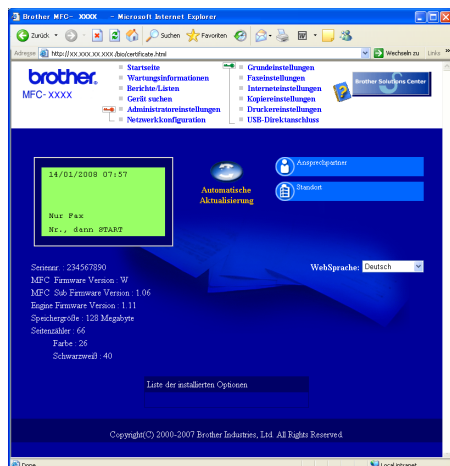 Brother MFC- XXXX - Microsoft Internet Explorer
Zurück Suchen Favoriten
Adresse http://XX.XXX.XX.XXX /bio/certificate.html Wechseln zu Links »
brother.
MFC- XXXX
Startseite
Wartungsinformationen
Berichte/Listen
Gerät suchen
Administratoreinstellungen
Netzwerkkonfiguration
Grundeinstellungen
Faxeinstellungen
Interneteinstellungen
Kopiereinstellungen
Druckereinstellungen
USB-Direktanschluss
Brother Solutions Center
14/01/2008 07:57
Nur Fax
Nr., dann START
Automatische
Aktualisierung
Ansprechpartner
Standort
Seriennr. : 234567890
MFC Firmware Version : W
MFC Sub Firmware Version : 1.06
Engine Firmware Version : 1.11
Speichergröße : 128 Megabyte
Seitenzähler : 66
Farbe : 26
Schwarzweiß : 40
WebSprache: Deutsch
Liste der installierten Optionen
Copyright(C) 2000-2007 Brother Industries, Ltd. All Rights Reserved.
Done Local intranet